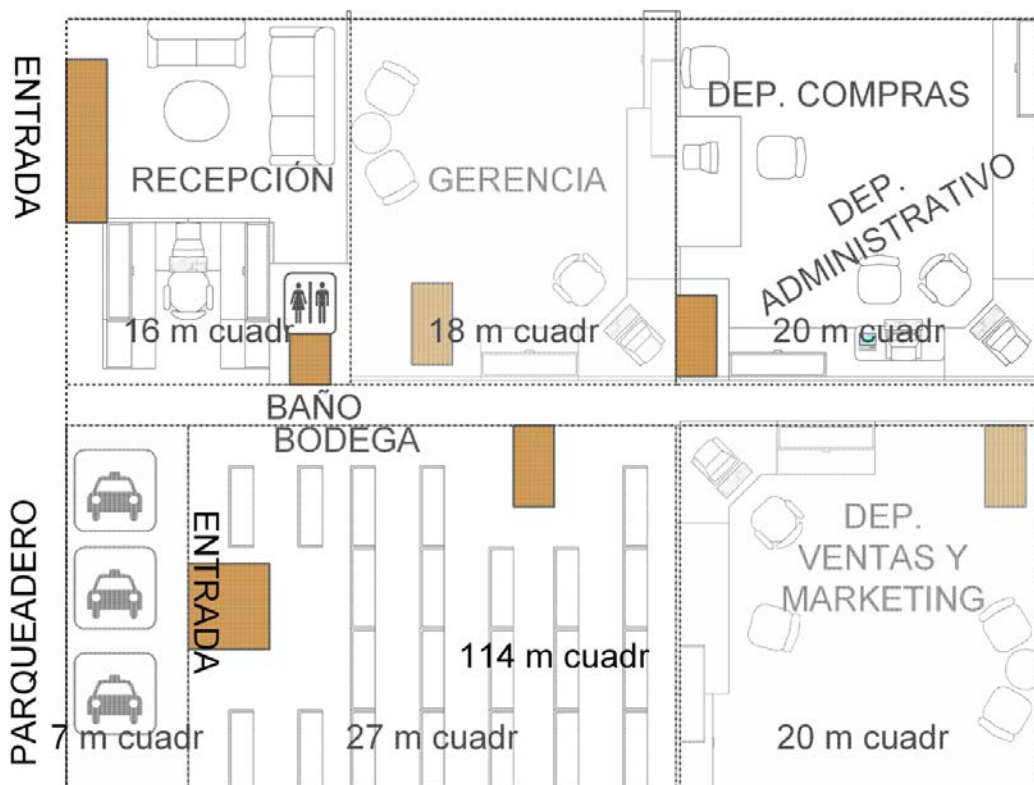 ENTRADA
RECEPCIÓN
16 m cuadr
GERENCIA
18 m cuadr
DEP. COMPRAS
DEP.
ADMINISTRATIVO
20 m cuadr
BAÑO
BODEGA
PARQUEADERO
7 m cuadr
ENTRADA
114 m cuadr
27 m cuadr
DEP.
VENTAS Y
MARKETING
20 m cuadr